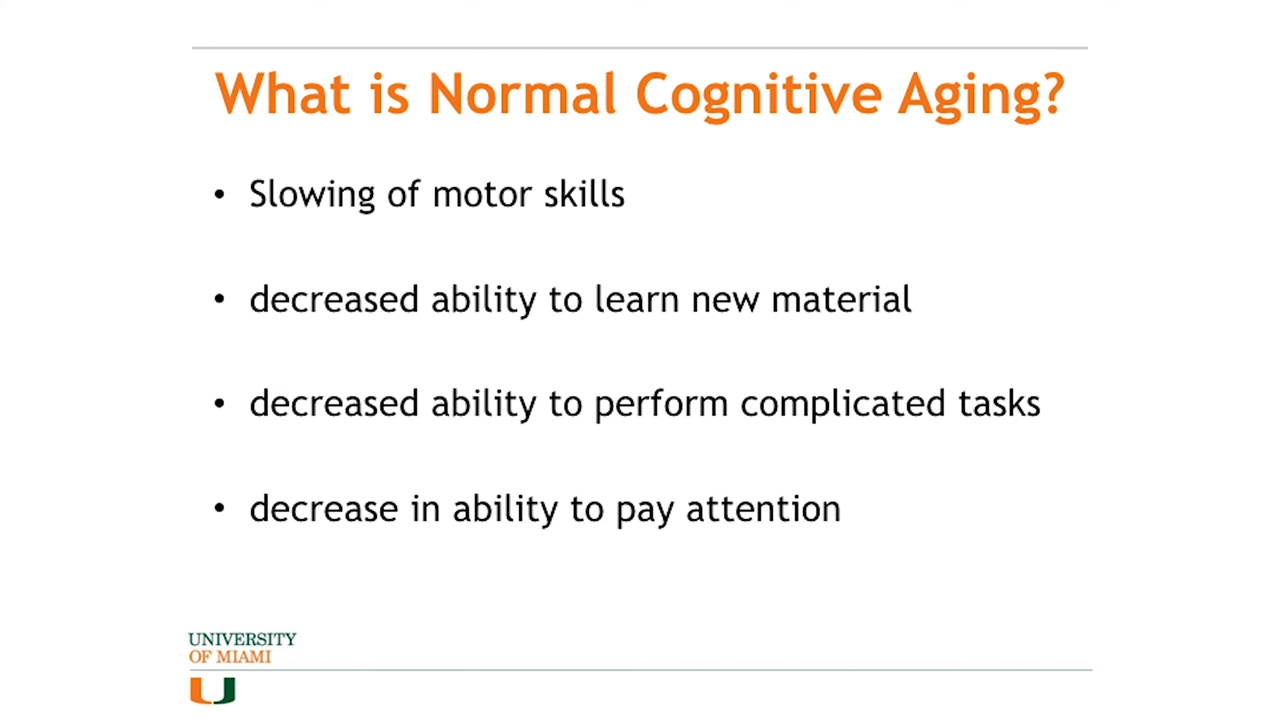 What is Normal Cognitive Aging?
• Slowing of motor skills
• decreased ability to learn new material
• decreased ability to perform complicated tasks
• decrease in ability to pay attention
UNIVERSITY
OF MIAMI
U